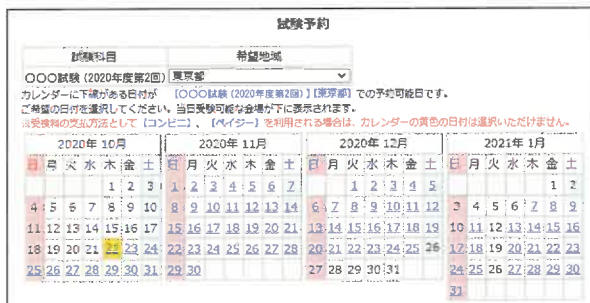 試験予約
試験科目 希望地域
〇〇〇試験 (2020年度第2回) 東京都
カレンダーに下線がある日付が 【〇〇〇試験 (2020年度第2回)】【東京都】 での予約可能日です。
ご希望の日付を選択してください。当日受験可能な会場が下に表示されます。
※受験料の支払方法として【コンビニ】、【ペイジー】を利用される場合は、カレンダーの黄色の日付は選択いただけません。
2020年 10月 2020年 11月 2020年 12月 2021年 1月
日 月 火 水 木 金 土 日 月 火 水 木 金 土 日 月 火 水 木 金 土 日 月 火 水 木 金 土
1 2 3 1 2 3 4 5 6 7 1 2 3 4 5 1 2
4 5 6 7 8 9 10 8 9 10 11 12 13 14 6 7 8 9 10 11 12 3 4 5 6 7 8 9
11 12 13 14 15 16 17 15 16 17 18 19 20 21 13 14 15 16 17 18 19 10 11 12 13 14 15 16
18 19 20 21 22 23 24 22 23 24 25 26 27 28 20 21 22 23 24 25 26 17 18 19 20 21 22 23
25 26 27 28 29 30 31 29 30 27 28 29 30 31 24 25 26 27 28 29 30
31